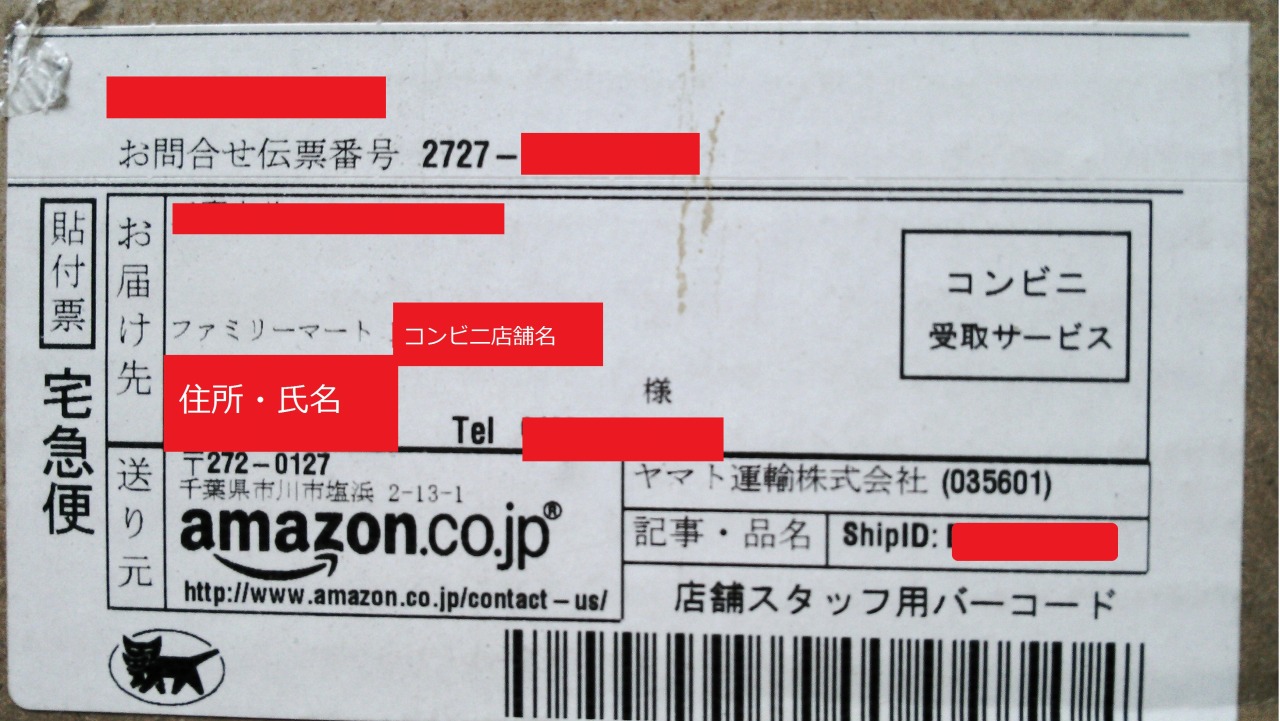 お問合せ伝票番号 2727-
貼付票
宅急便
お届け先
ファミリーマート
コンビニ店舗名
住所・氏名
様
Tel
コンビニ
受取サービス
送り元
〒272-0127
千葉県市川市塩浜 2-13-1
amazon.co.jp®
http://www.amazon.co.jp/contact-us/
ヤマト運輸株式会社 (035601)
記事・品名 ShipID:
店舗スタッフ用バーコード